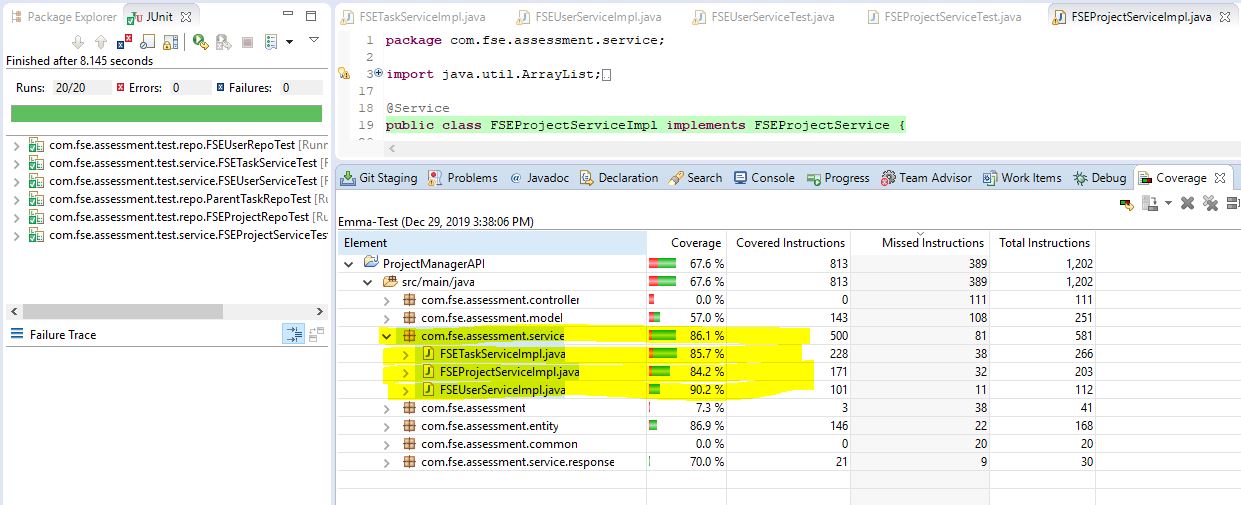 Package Explorer JUnit
Finished after 8.145 seconds
Runs: 20/20 Errors: 0 Failures: 0
com.fse.assessment.test.repo.FSEUserRepoTest [Runn
com.fse.assessment.test.service.FSETaskServiceTest [F
com.fse.assessment.test.service.FSEUserServiceTest [
com.fse.assessment.test.repo.ParentTaskRepoTest [Ru
com.fse.assessment.test.repo.FSEProjectRepoTest [Ru
com.fse.assessment.test.service.FSEProjectServiceTest
Failure Trace
FSETaskServiceImpl.java FSEUserServiceImpl.java FSEUserServiceTest.java FSEProjectServiceTest.java FSEProjectServiceImpl.java
1 package com.fse.assessment.service;
2
3 import java.util.ArrayList;
17
18 @Service
19 public class FSEProjectServiceImpl implements FSEProjectService {
Git Staging Problems @ Javadoc Declaration Search Console Progress Team Advisor Work Items Debug Coverage
Emma-Test (Dec 29, 2019 3:38:06 PM)
Element Coverage Covered Instructions Missed Instructions Total Instructions
ProjectManagerAPI 67.6 % 813 389 1,202
src/main/java 67.6 % 813 389 1,202
com.fse.assessment.controller 0.0 % 0 111 111
com.fse.assessment.model 57.0 % 143 108 251
com.fse.assessment.service 86.1 % 500 81 581
FSETaskServiceImpl.java 85.7 % 228 38 266
FSEProjectServiceImpl.java 84.2 % 171 32 203
FSEUserServiceImpl.java 90.2 % 101 11 112
com.fse.assessment 7.3 % 3 38 41
com.fse.assessment.entity 86.9 % 146 22 168
com.fse.assessment.common 0.0 % 0 20 20
com.fse.assessment.service.response 70.0 % 21 9 30